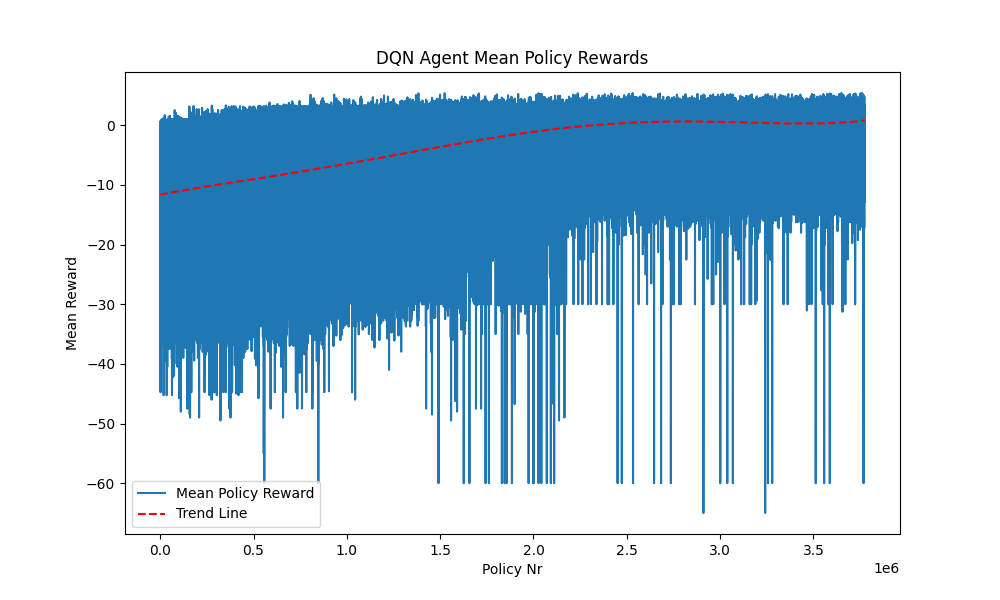 DQN Agent Mean Policy Rewards
Mean Reward
0
−10
−20
−30
−40
−50
−60
Mean Policy Reward
Trend Line
0.0 0.5 1.0 1.5 2.0 2.5 3.0 3.5
1e6
Policy Nr